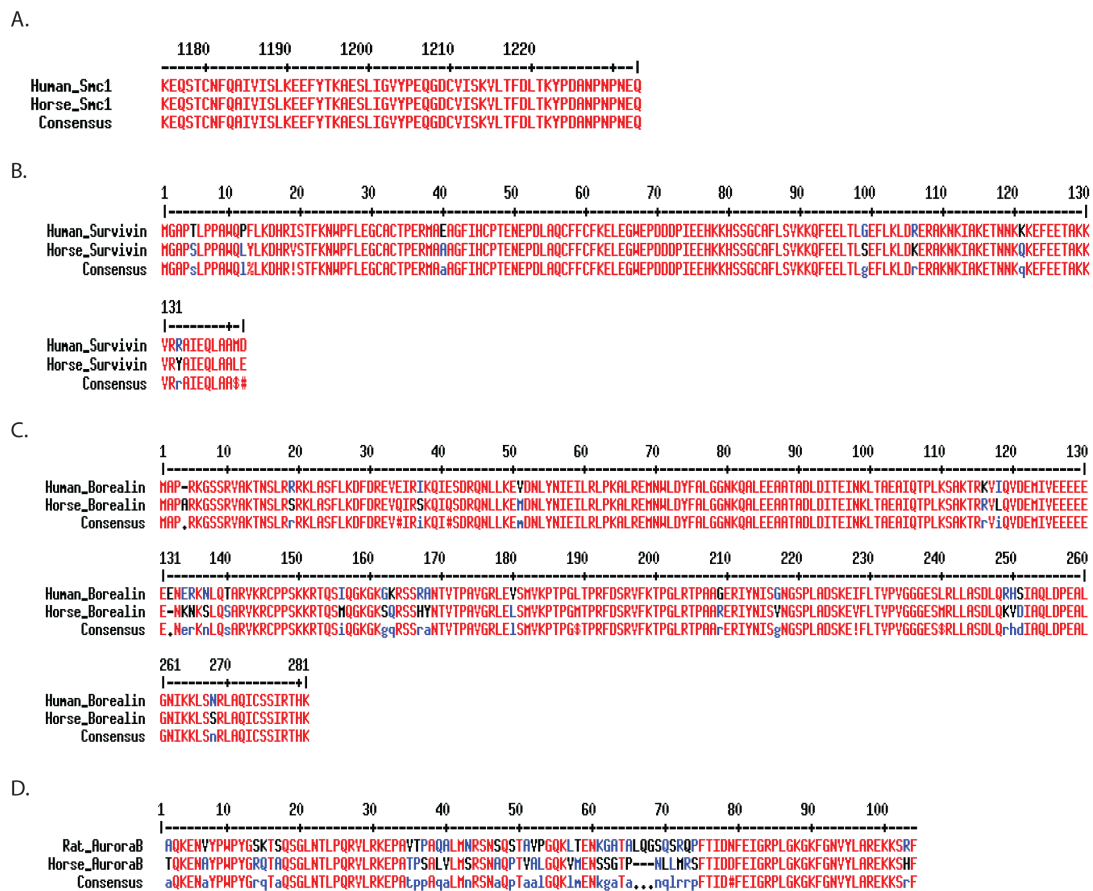 A.
1180 1190 1200 1210 1220
Human_Smc1 KEQSTCNFQAIVISLKEEFYTKAESLIGVYPEQGDCVISKVLTFDLTKYPDANPNPNEQ
Horse_Smc1 KEQSTCNFQAIVISLKEEFYTKAESLIGVYPEQGDCVISKVLTFDLTKYPDANPNPNEQ
Consensus KEQSTCNFQAIVISLKEEFYTKAESLIGVYPEQGDCVISKVLTFDLTKYPDANPNPNEQ
B.
1 10 20 30 40 50 60 70 80 90 100 110 120 130
Human_Survivin MGAPTLPPAWQPFLKDHRISTFKNWPFLEGCACTPERMAEAGFIHCPTENEPDLAQCFFCFKELEGWEPDDDPIEEHKKHSSGCAFLSVKKQFEELTLGEFLKLDRERAKNKIAKETNNKKKEFEETAKK
Horse_Survivin MGAPSLPPAWQLYLKDHRVSTFKNWPFLEGCACTPERMAAAGFIHCPTENEPDLAQCFFCFKELEGWEPDDDPIEEHKKHSSGCAFLSVKKQFEELTLSEFLKLDKERAKNKIAKETNNKQKEFEETAKK
Consensus MGAPsLPPAWQl%LKDHR!STFKNWPFLEGCACTPERMAaAGFIHCPTENEPDLAQCFFCFKELEGWEPDDDPIEEHKKHSSGCAFLSVKKQFEELTLgEFLKLDrERAKNKIAKETNNKqKEFEETAKK
131
Human_Survivin VRRAIEQLAAMD
Horse_Survivin VRYAIEQLAALE
Consensus VRrAIEQLAA$#
C.
1 10 20 30 40 50 60 70 80 90 100 110 120 130
Human_Borealin MAP-RKGSSRVAKTNSLRRRKLASFLKDFDREVEIRIKQIESDRQNLLKEVDNLYNIEILRLPKALREMNWLDYFALGGNKQALEEAATADLDITEINKLTAEAIQTPLKSAKTRKVIQVDEMIVEEEEE
Horse_Borealin MAPARKGSSRVAKTNSLRSRKLASFLKDFDREVQIRSKQIQSDRQNLLKEMDNLYNIEILRLPKALREMNWLDYFALGGNKQALEEAATADLDITEINKLTAEAIQTPLKSAKTRRVLQVDEMIVEEEEE
Consensus MAP.RKGSSRVAKTNSLRrRKLASFLKDFDREV#IRiKQI#SDRQNLLKEmDNLYNIEILRLPKALREMNWLDYFALGGNKQALEEAATADLDITEINKLTAEAIQTPLKSAKTRrViQVDEMIVEEEEE
131 140 150 160 170 180 190 200 210 220 230 240 250 260
Human_Borealin EENERKNLQTARVKRCPPSKKRTQSIQGKGKGKRSSRANTVTPAVGRLEVSMVKPTPGLTPRFDSRVFKTPGLRTPAAGERIYNISGNGSPLADSKEIFLTVPVGGGESLRLLASDLQRHSIAQLDPEAL
Horse_Borealin E-NKNKSLQSARVKRCPPSKKRTQSMQGKGKSQRSSHYNTVTPAVGRLELSMVKPTPGMTPRFDSRVFKTPGLRTPAARERIYNISVNGSPLADSKEVFLTVPVGGGESMRLLASDLQKVDIAQLDPEAL
Consensus E.NerKnLQsARVKRCPPSKKRTQSiQGKGKgqRSSraNTVTPAVGRLElSMVKPTPG$TPRFDSRVFKTPGLRTPAArERIYNISgNGSPLADSKE!FLTVPVGGGES$RLLASDLQrhdIAQLDPEAL
261 270 281
Human_Borealin GNIKKLSNRLAQICSSIRTHK
Horse_Borealin GNIKKLSSRLAQICSSIRTHK
Consensus GNIKKLSnRLAQICSSIRTHK
D.
1 10 20 30 40 50 60 70 80 90 100
Rat_AuroraB AQKENVYPWPYGSKTSQSGLNTLPQRVLRKEPAVTPAQALMNRSNSQSTAVPGQKLTENKGATALQGSQSRQPFTIDNFEIGRPLGKGKFGNVYLAREKKSRF
Horse_AuroraB TQKENAYPWPYGRQTAQSGLNTLPQRVLRKEPATPSALVLMSRSNAQPTVALGQKVMENSSGTP---NLLMRSFTIDDFEIGRPLGKGKFGNVYLAREKKSHF
Consensus aQKENaYPWPYGrqTaQSGLNTLPQRVLRKEPAtppAqaLMnRSNaQpTaalGQKlmENkgaTa...nqlrrpFTID#FEIGRPLGKGKFGNVYLAREKKSrF